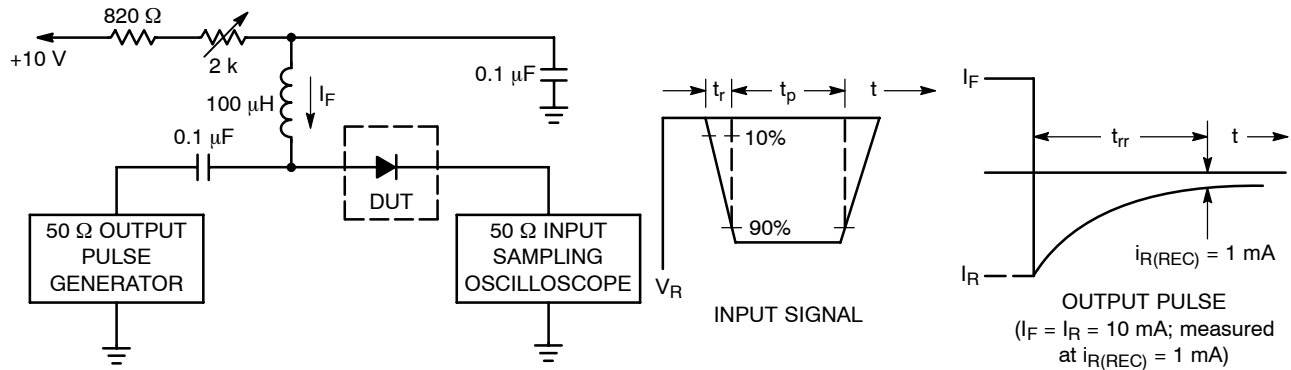 820 Ω
+10 V
2 k
100 μH
I_F
0.1 μF
0.1 μF
DUT
50 Ω OUTPUT
PULSE
GENERATOR
50 Ω INPUT
SAMPLING
OSCILLOSCOPE
t_r
t_p
t
10%
90%
V_R
INPUT SIGNAL
I_F
t_rr
t
I_R
i_R(REC) = 1 mA
OUTPUT PULSE
(I_F = I_R = 10 mA; measured
at i_R(REC) = 1 mA)